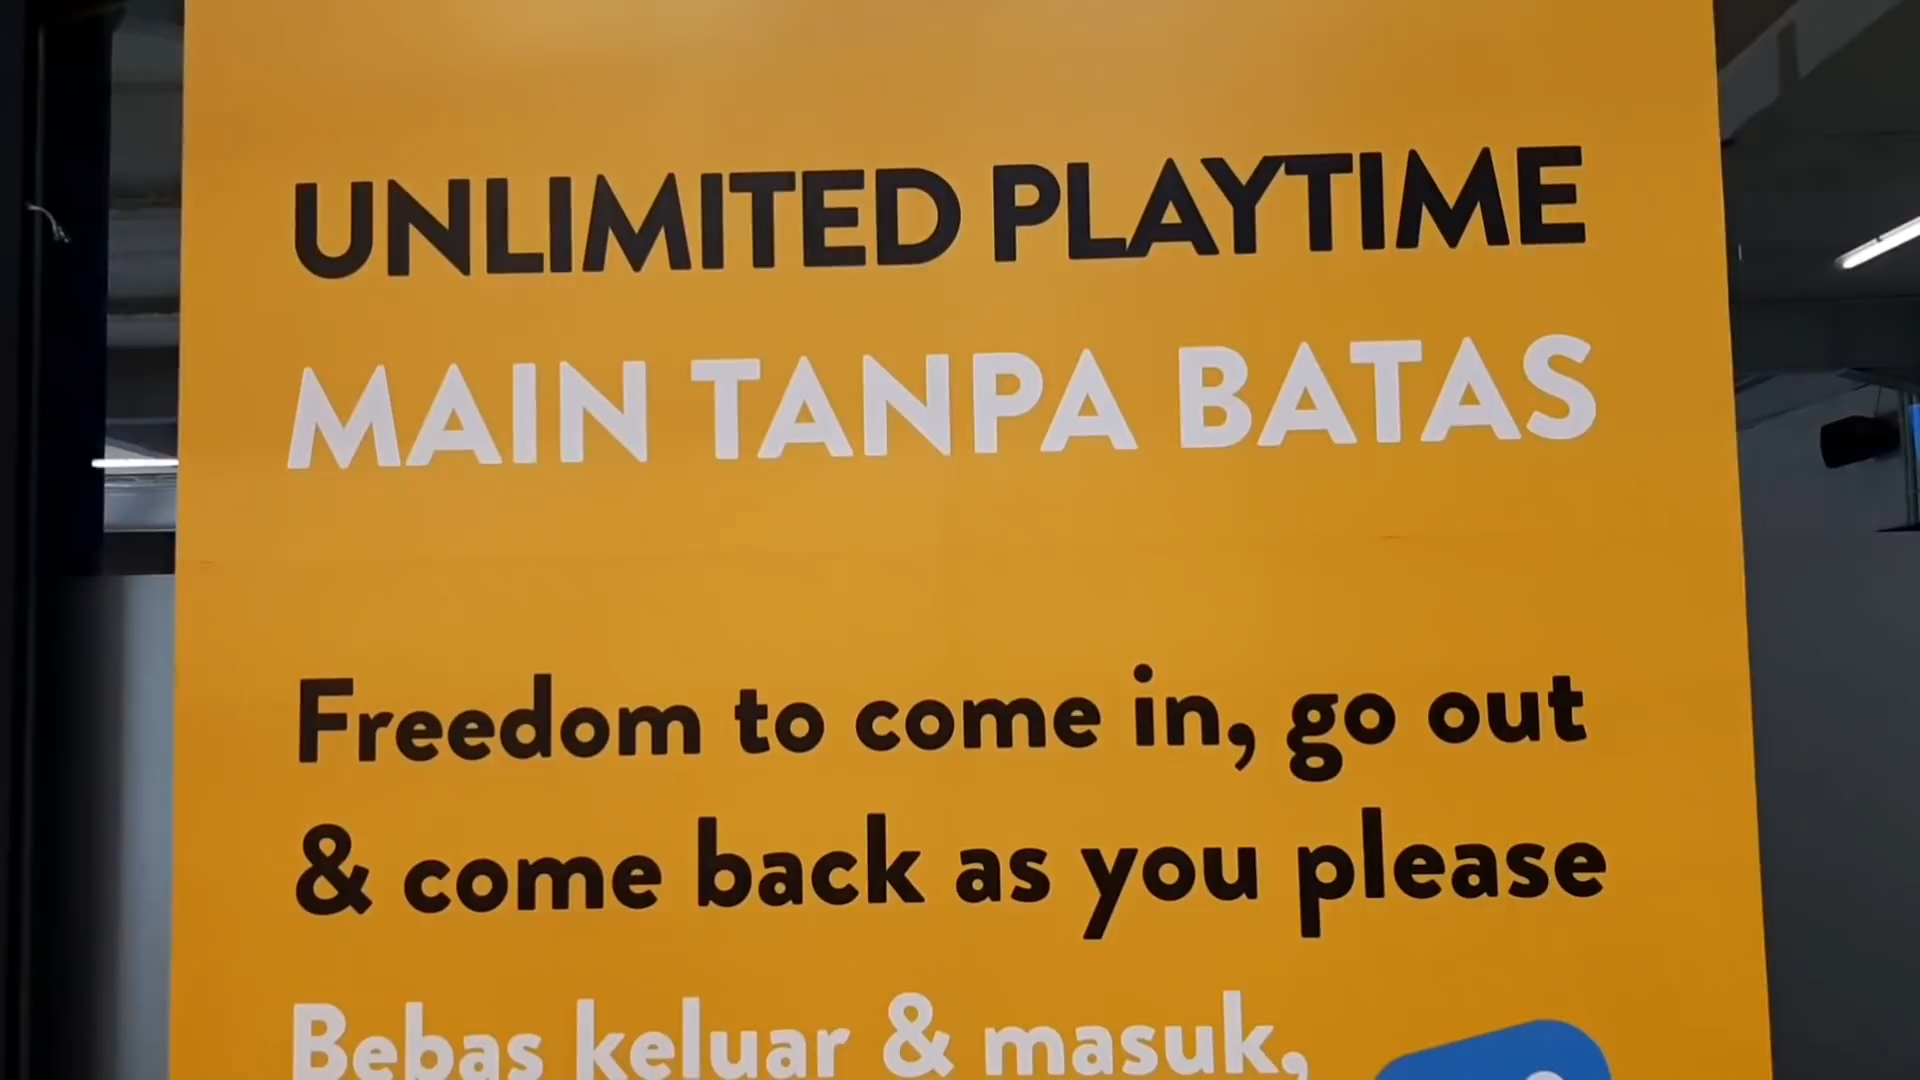 UNLIMITED PLAYTIME
MAIN TANPA BATAS
Freedom to come in, go out
& come back as you please
Bebas keluar & masuk,